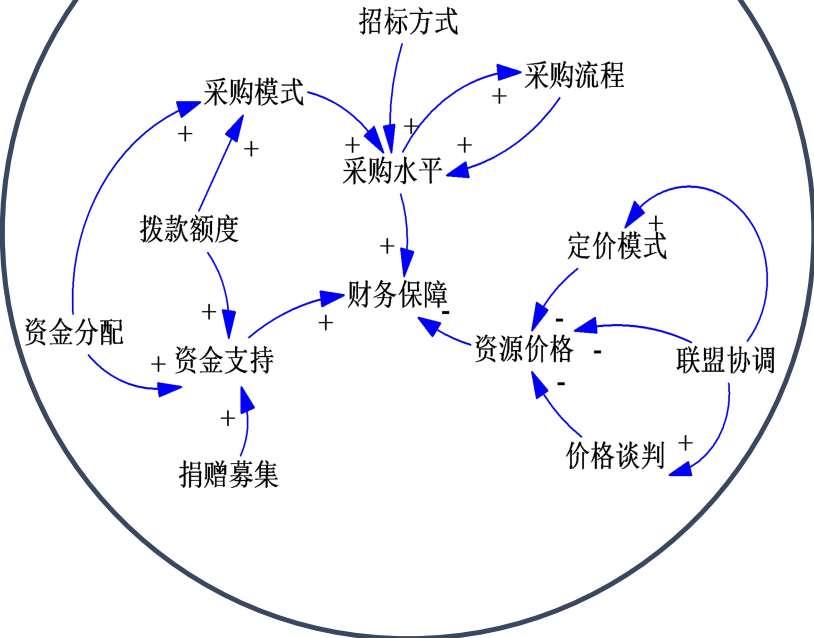 招标方式
采购流程
采购模式
+
+
+
+
+
+
采购水平
拨款额度
+
定价模式
+
财务保障
-
+
+
-
资金分配
+
资金支持
资源价格
-
联盟协调
-
+
+
价格谈判
捐赠募集